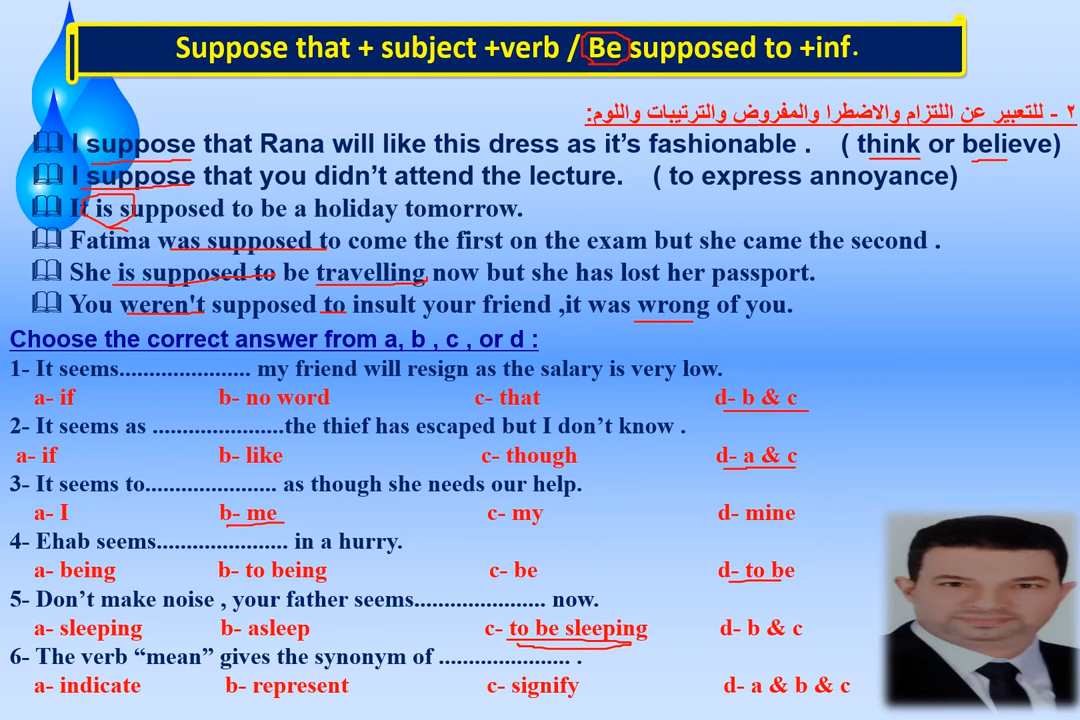 Suppose that + subject +verb / Be supposed to +inf.
٢ - للتعبير عن اللتزام والاضطرا والمفروض والترتيبات واللوم:
I suppose that Rana will like this dress as it’s fashionable . ( think or believe)
I suppose that you didn’t attend the lecture. ( to express annoyance)
It is supposed to be a holiday tomorrow.
Fatima was supposed to come the first on the exam but she came the second .
She is supposed to be travelling now but she has lost her passport.
You weren't supposed to insult your friend ,it was wrong of you.
Choose the correct answer from a, b , c , or d :
1- It seems...................... my friend will resign as the salary is very low.
a- if b- no word c- that d- b & c
2- It seems as ......................the thief has escaped but I don’t know .
a- if b- like c- though d- a & c
3- It seems to...................... as though she needs our help.
a- I b- me c- my d- mine
4- Ehab seems...................... in a hurry.
a- being b- to being c- be d- to be
5- Don’t make noise , your father seems...................... now.
a- sleeping b- asleep c- to be sleeping d- b & c
6- The verb “mean” gives the synonym of ...................... .
a- indicate b- represent c- signify d- a & b & c